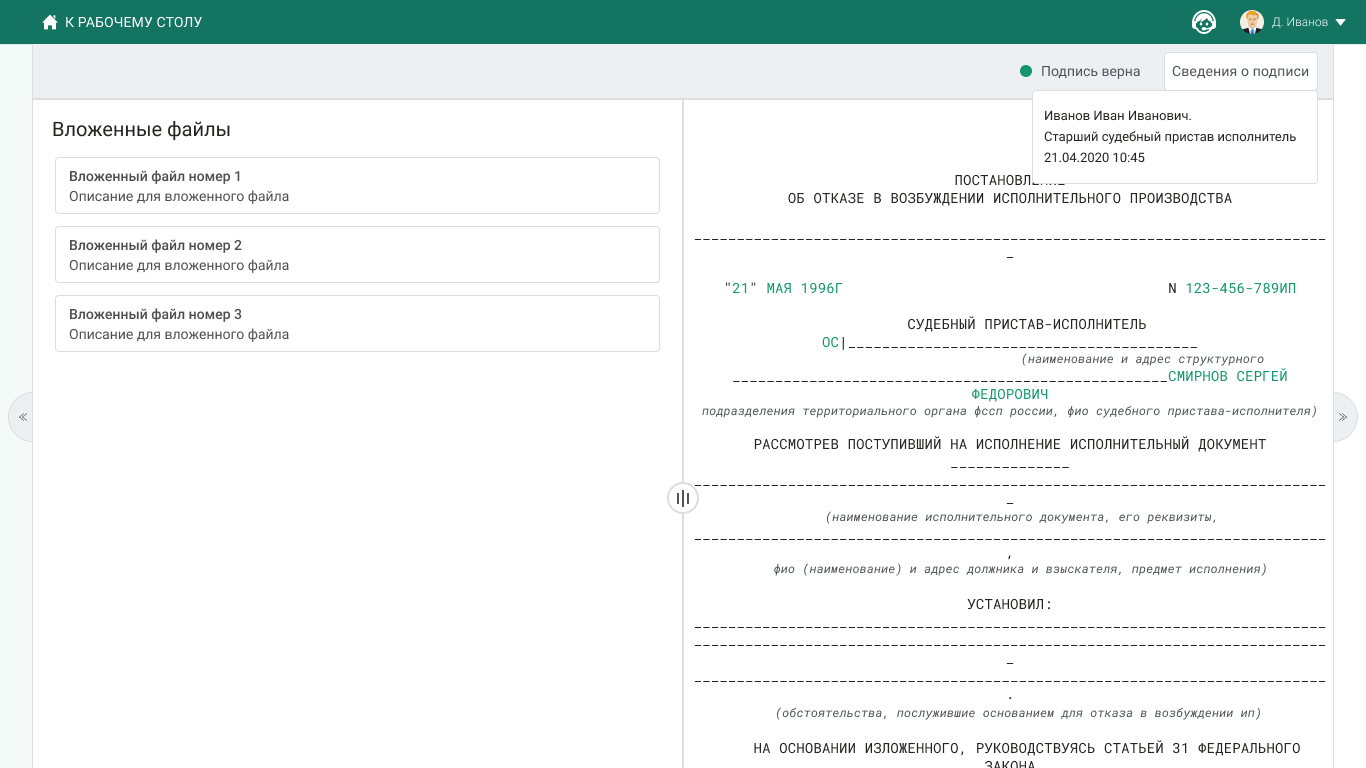 К РАБОЧЕМУ СТОЛУ
Д. Иванов
Подпись верна
Сведения о подписи
Иванов Иван Иванович.
Старший судебный пристав исполнитель
21.04.2020 10:45
Вложенные файлы
Вложенный файл номер 1
Описание для вложенного файла
Вложенный файл номер 2
Описание для вложенного файла
Вложенный файл номер 3
Описание для вложенного файла
ПОСТАНОВЛЕНИЕ
ОБ ОТКАЗЕ В ВОЗБУЖДЕНИИ ИСПОЛНИТЕЛЬНОГО ПРОИЗВОДСТВА
"21" МАЯ 1996Г N 123-456-789ИП
СУДЕБНЫЙ ПРИСТАВ-ИСПОЛНИТЕЛЬ
ОС|_________________________________________
(наименование и адрес структурного
___________________________________________________СМИРНОВ СЕРГЕЙ
ФЕДОРОВИЧ
подразделения территориального органа фссп россии, фио судебного пристава-исполнителя)
РАССМОТРЕВ ПОСТУПИВШИЙ НА ИСПОЛНЕНИЕ ИСПОЛНИТЕЛЬНЫЙ ДОКУМЕНТ
______________
(наименование исполнительного документа, его реквизиты,
,
фио (наименование) и адрес должника и взыскателя, предмет исполнения)
УСТАНОВИЛ:
.
(обстоятельства, послужившие основанием для отказа в возбуждении ип)
НА ОСНОВАНИИ ИЗЛОЖЕННОГО, РУКОВОДСТВУЯСЬ СТАТЬЕЙ 31 ФЕДЕРАЛЬНОГО
ЗАКОНА